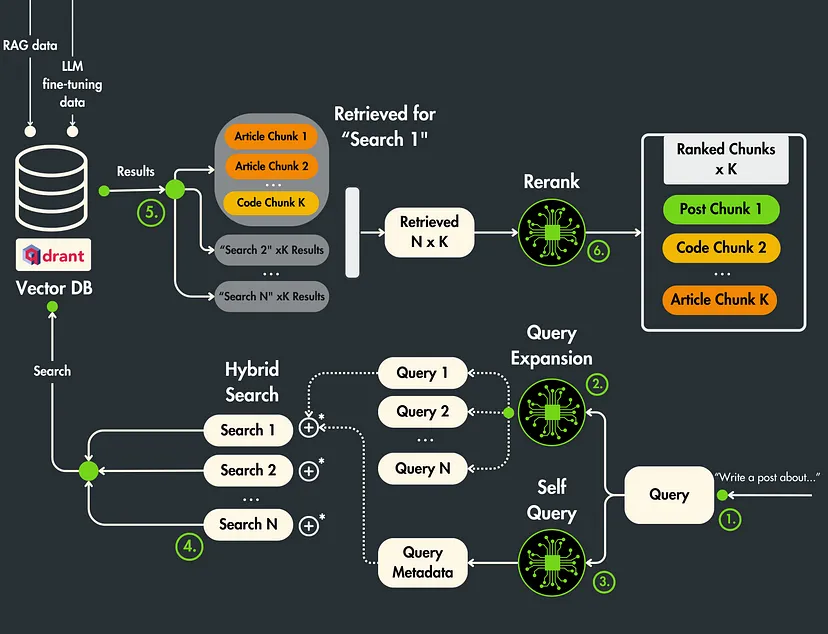 RAG data
LLM
fine-tuning
data
Results
5.
Article Chunk 1
Article Chunk 2
...
Code Chunk K
Retrieved for
“Search 1"
“Search 2" xK Results
...
“Search N" xK Results
Retrieved
N x K
Rerank
6.
Ranked Chunks
x K
Post Chunk 1
Code Chunk 2
...
Article Chunk K
qdrant
Vector DB
Search
Hybrid
Search
Search 1
+*
Search 2
+*
...
Search N
+*
4.
Query 1
Query 2
...
Query N
Query
Expansion
2.
Self
Query
3.
Query
Metadata
Query
“Write a post about...”
1.